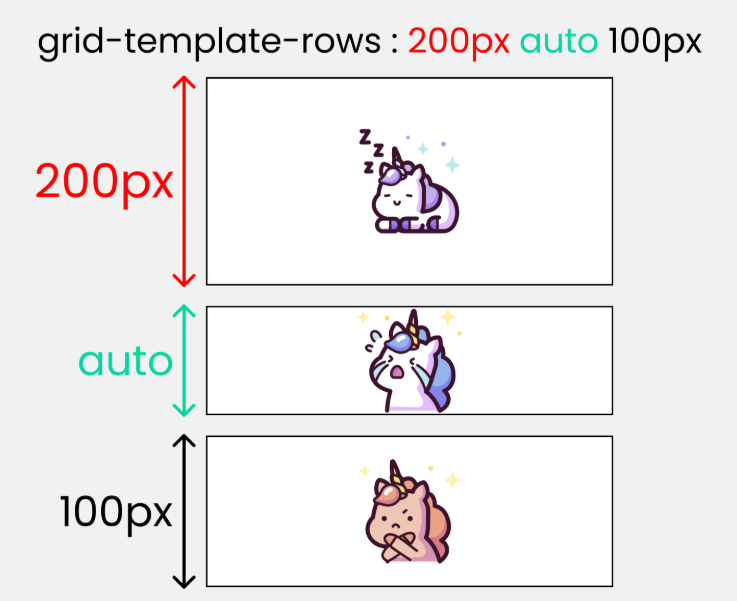 grid-template-rows : 200px auto 100px
z
z
z
200px
auto
100px